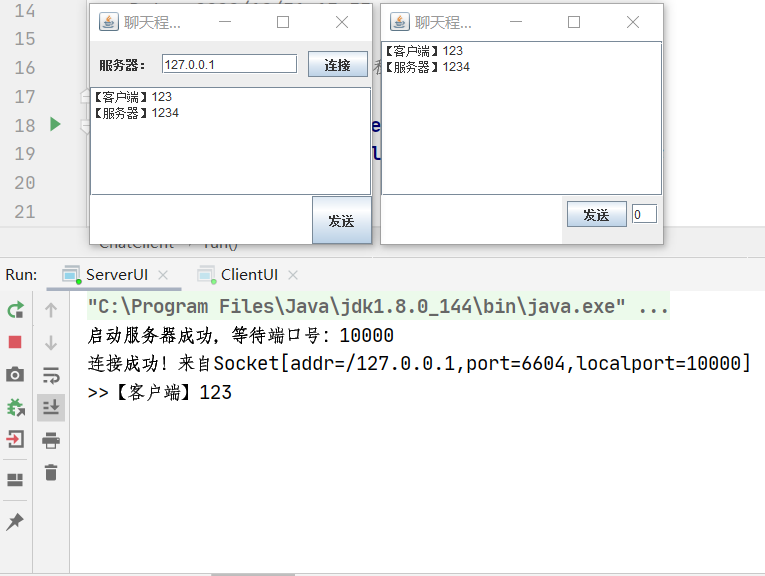 14
15
16
17
18
19
20
21
聊天程...
服务器：
127.0.0.1
连接
【客户端】123
【服务器】1234
发送
聊天程...
【客户端】123
【服务器】1234
发送
0
Run:
ServerUI
ClientUI
"C:\Program Files\Java\jdk1.8.0_144\bin\java.exe" ...
启动服务器成功，等待端口号：10000
连接成功！来自Socket[addr=/127.0.0.1,port=6604,localport=10000]
>>【客户端】123